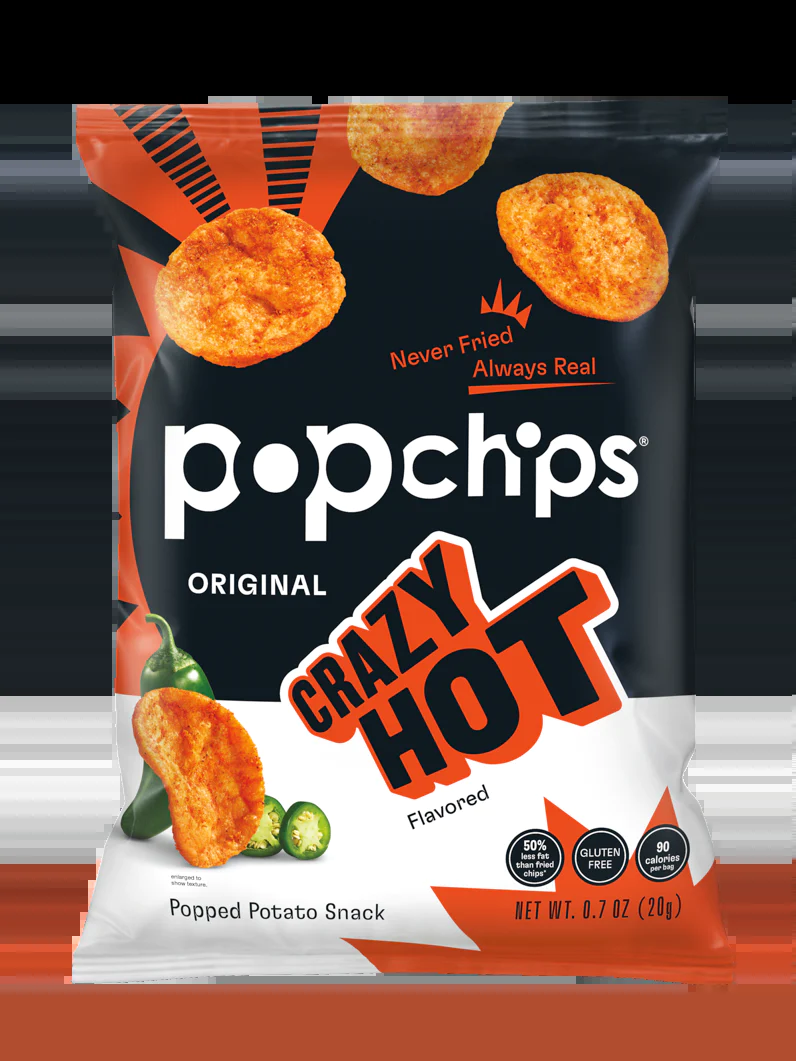 Never Fried
Always Real
popchips®
ORIGINAL
CRAZY
HOT
Flavored
50%
less fat
than fried
chips*
GLUTEN
FREE
90
calories
per bag
enlarged to
show texture.
Popped Potato Snack
NET WT. 0.7 OZ (20g)